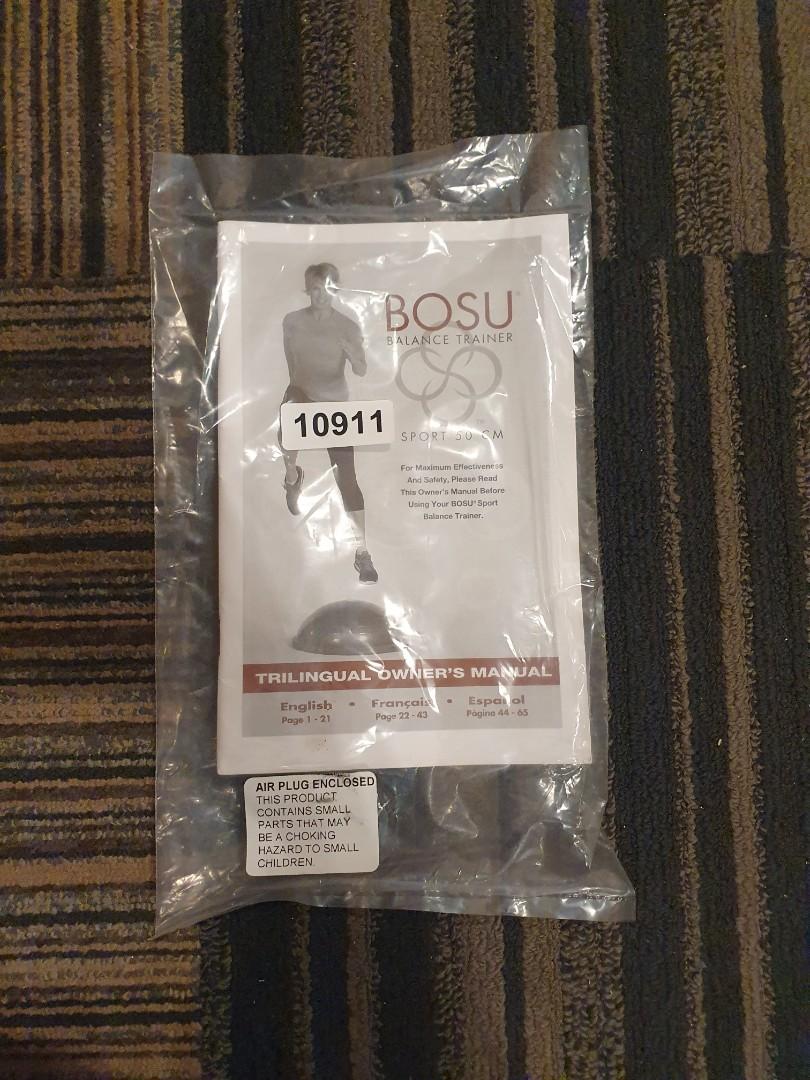 BOSU®
BALANCE TRAINER
10911
SPORT 50 CM
For Maximum Effectiveness
And Safety, Please Read
This Owner's Manual Before
Using Your BOSU® Sport
Balance Trainer.
TRILINGUAL OWNER'S MANUAL
English • Français • Español
Page 1 - 21 Page 22 - 43 Página 44 - 65
AIR PLUG ENCLOSED
THIS PRODUCT
CONTAINS SMALL
PARTS THAT MAY
BE A CHOKING
HAZARD TO SMALL
CHILDREN.